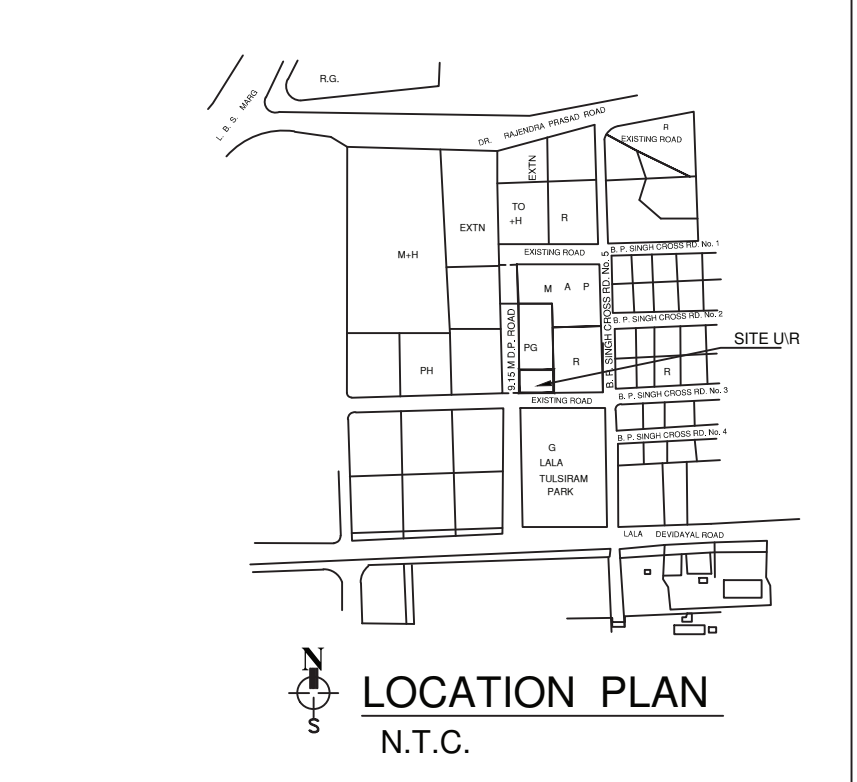 R.G.
L. B. S. MARG
DR. RAJENDRA PRASAD ROAD
R
EXISTING ROAD
EXTN
TO
+H
R
EXTN
M+H
EXISTING ROAD
B. P. SINGH CROSS RD. No. 1
M A P
B. P. SINGH CROSS RD. No. 5
9.15 M D.P. ROAD
B. P. SINGH CROSS RD. No. 2
SITE U\R
PG
R
PH
R
B. P. SINGH CROSS RD. No. 3
EXISTING ROAD
B. P. SINGH CROSS RD. No. 4
G
LALA
TULSIRAM
PARK
LALA DEVIDAYAL ROAD
N
S
LOCATION PLAN
N.T.C.